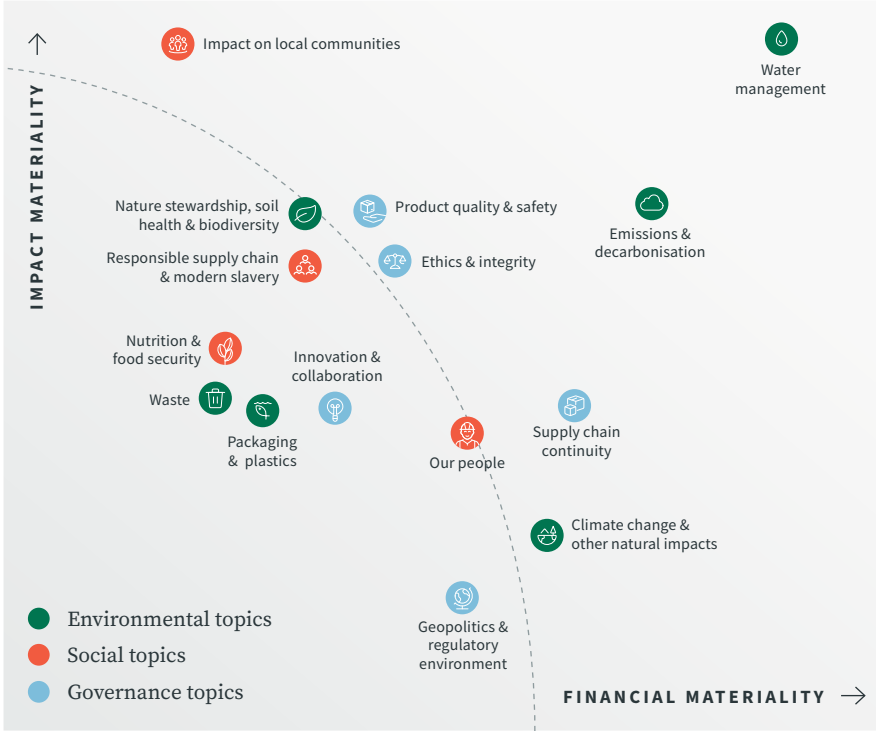 IMPACT MATERIALITY
Impact on local communities
Water
management
Nature stewardship, soil
health & biodiversity
Product quality & safety
Emissions &
decarbonisation
Responsible supply chain
& modern slavery
Ethics & integrity
Nutrition &
food security
Innovation &
collaboration
Waste
Packaging
& plastics
Our people
Supply chain
continuity
Climate change &
other natural impacts
Geopolitics &
regulatory
environment
Environmental topics
Social topics
Governance topics
FINANCIAL MATERIALITY